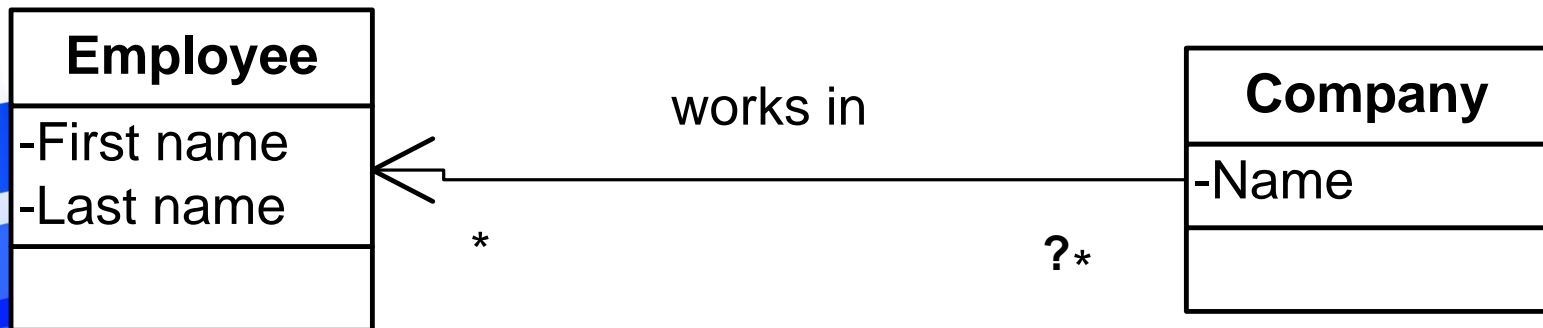 Employee
-First name
-Last name
works in
*
?*
Company
-Name